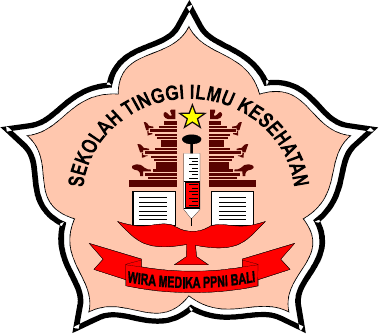 SEKOLAH TINGGI ILMU KESEHATAN
WIRA MEDIKA PPNI BALI